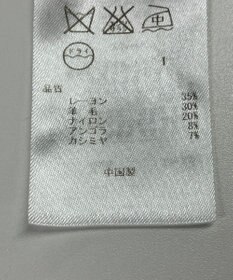 中
ドライ
品質
レーヨン 35%
羊毛 30%
ナイロン 20%
アンゴラ 8%
カシミヤ 7%
中国製